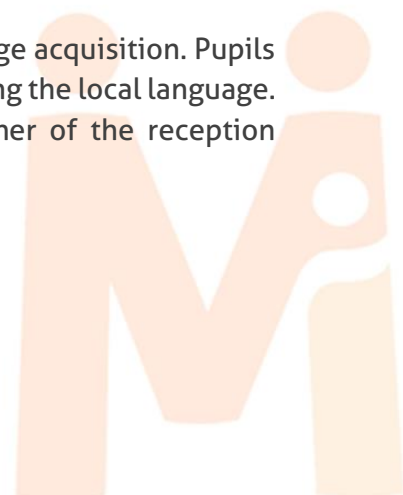 ge acquisition. Pupils
ng the local language.
ner of the reception